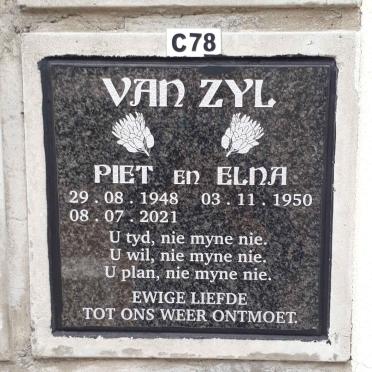 C78
VAN ZYL
PIET EN ELNA
29 . 08 . 1948 03 . 11 . 1950
08 . 07 . 2021
U tyd, nie myne nie.
U wil, nie myne nie.
U plan, nie myne nie.
EWIGE LIEFDE
TOT ONS WEER ONTMOET.